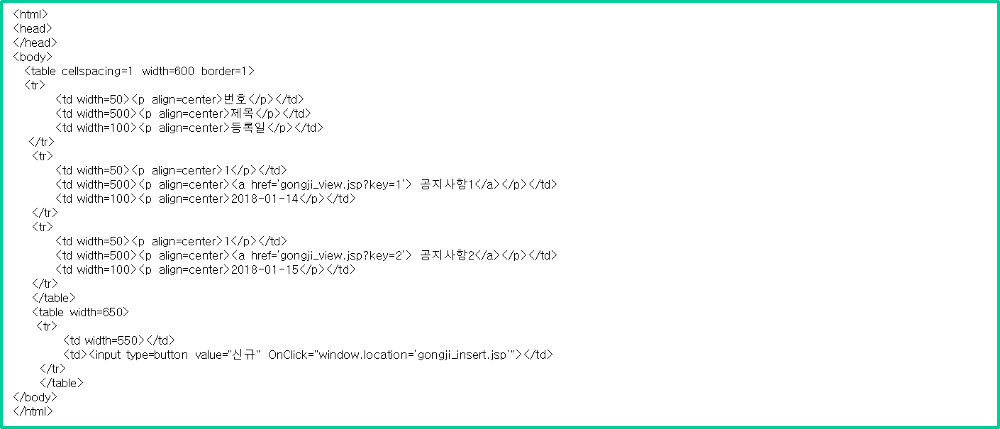 <html>
<head>
</head>
<body>
<table cellspacing=1 width=600 border=1>
<tr>
<td width=50><p align=center>번호</p></td>
<td width=500><p align=center>제목</p></td>
<td width=100><p align=center>등록일</p></td>
</tr>
<tr>
<td width=50><p align=center>1</p></td>
<td width=500><p align=center><a href='gongji_view.jsp?key=1'> 공지사항1</a></p></td>
<td width=100><p align=center>2018-01-14</p></td>
</tr>
<tr>
<td width=50><p align=center>1</p></td>
<td width=500><p align=center><a href='gongji_view.jsp?key=2'> 공지사항2</a></p></td>
<td width=100><p align=center>2018-01-15</p></td>
</tr>
</table>
<table width=650>
<tr>
<td width=550></td>
<td><input type=button value="신규" OnClick="window.location='gongji_insert.jsp'"></td>
</tr>
</table>
</body>
</html>